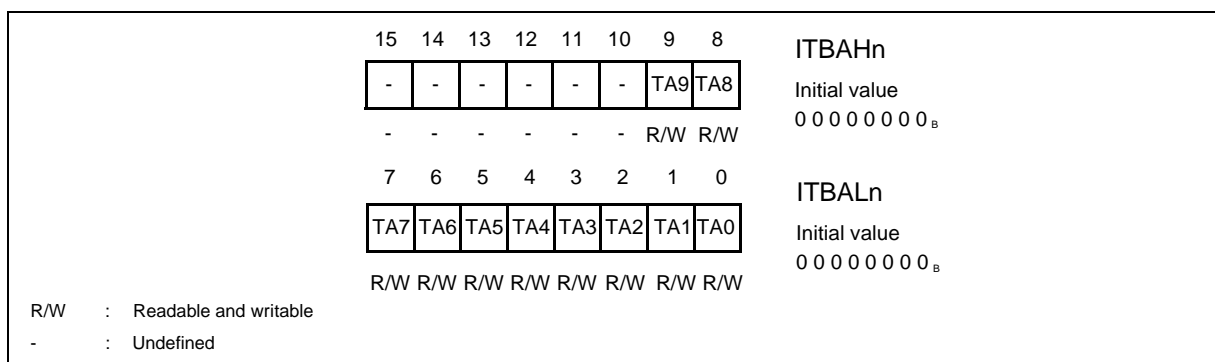 15 14 13 12 11 10 9 8
ITBAHn
- - - - - - TA9 TA8
Initial value
0 0 0 0 0 0 0 0 B
- - - - - - R/W R/W
7 6 5 4 3 2 1 0
ITBALn
TA7 TA6 TA5 TA4 TA3 TA2 TA1 TA0
Initial value
0 0 0 0 0 0 0 0 B
R/W R/W R/W R/W R/W R/W R/W R/W
R/W : Readable and writable
- : Undefined